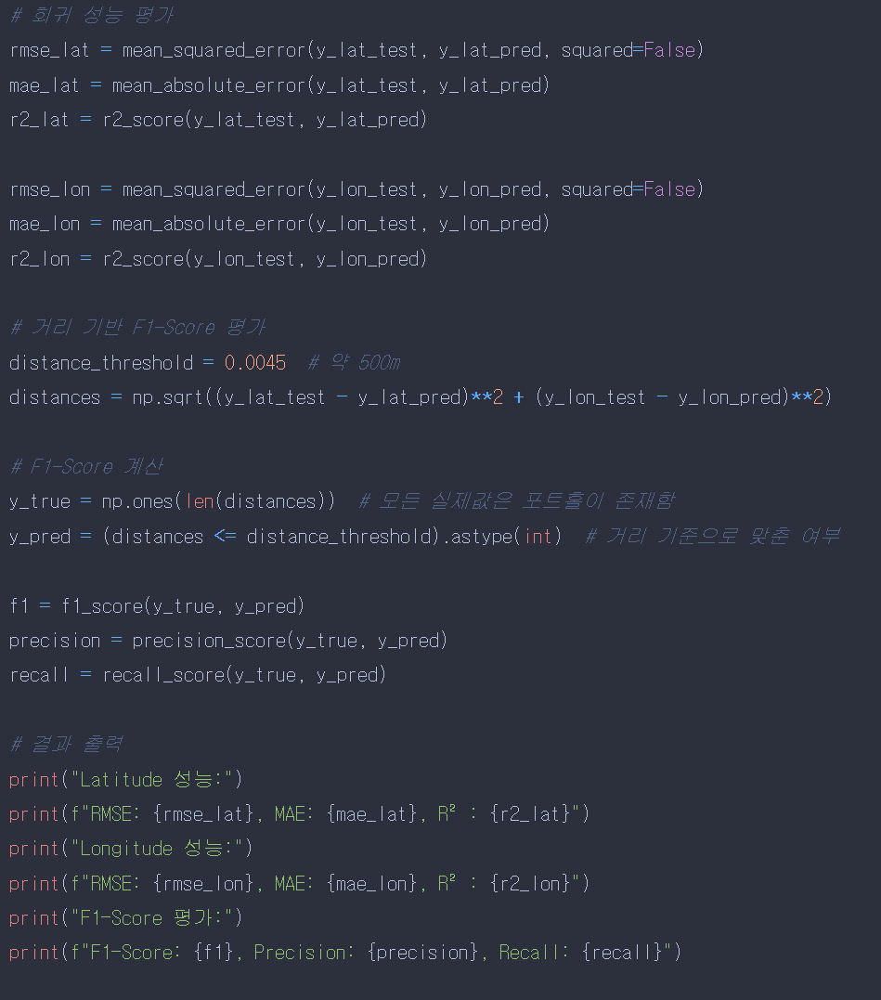 # 회귀 성능 평가
rmse_lat = mean_squared_error(y_lat_test, y_lat_pred, squared=False)
mae_lat = mean_absolute_error(y_lat_test, y_lat_pred)
r2_lat = r2_score(y_lat_test, y_lat_pred)
rmse_lon = mean_squared_error(y_lon_test, y_lon_pred, squared=False)
mae_lon = mean_absolute_error(y_lon_test, y_lon_pred)
r2_lon = r2_score(y_lon_test, y_lon_pred)
# 거리 기반 F1-Score 평가
distance_threshold = 0.0045  # 약 500m
distances = np.sqrt((y_lat_test - y_lat_pred)**2 + (y_lon_test - y_lon_pred)**2)
# F1-Score 계산
y_true = np.ones(len(distances))  # 모든 실제값은 포트홀이 존재함
y_pred = (distances <= distance_threshold).astype(int)  # 거리 기준으로 맞춘 여부
f1 = f1_score(y_true, y_pred)
precision = precision_score(y_true, y_pred)
recall = recall_score(y_true, y_pred)
# 결과 출력
print("Latitude 성능:")
print(f"RMSE: {rmse_lat}, MAE: {mae_lat}, R² : {r2_lat}")
print("Longitude 성능:")
print(f"RMSE: {rmse_lon}, MAE: {mae_lon}, R² : {r2_lon}")
print("F1-Score 평가:")
print(f"F1-Score: {f1}, Precision: {precision}, Recall: {recall}")